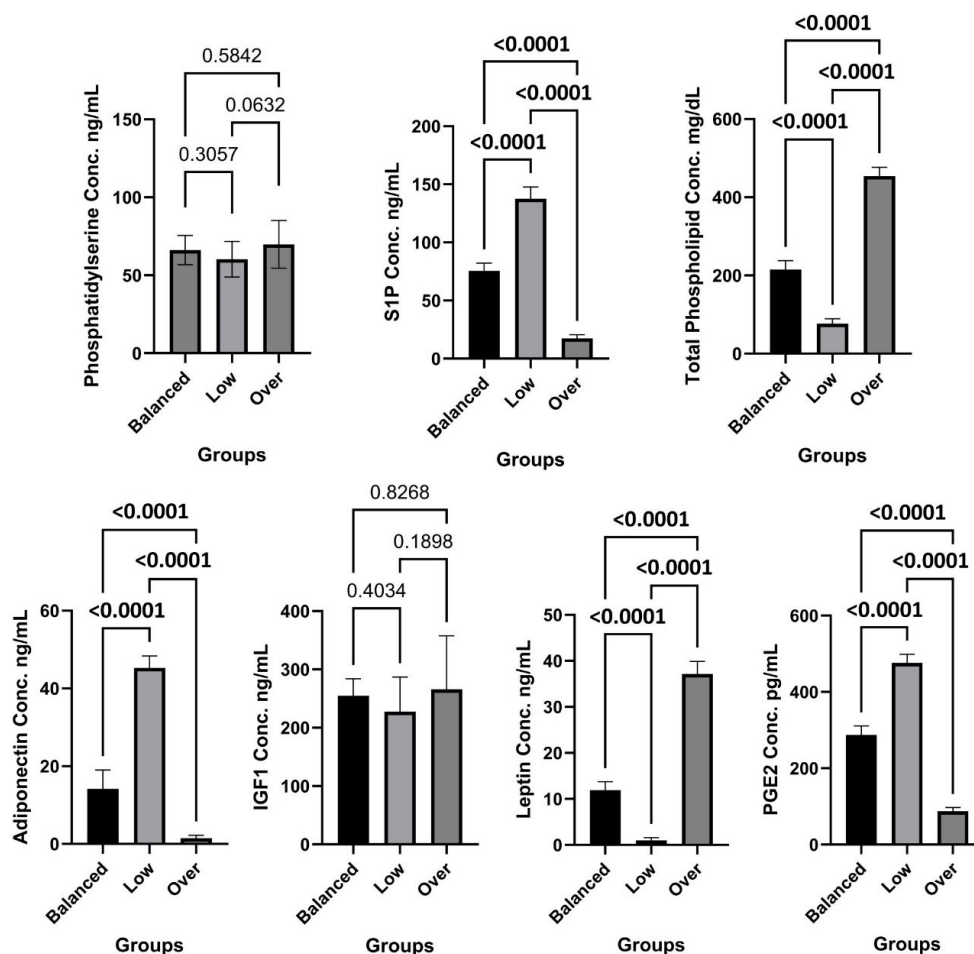 Phosphatidylserine Conc. ng/mL
0.5842
0.0632
0.3057
150
100
50
0
Balanced
Low
Over
Groups
S1P Conc. ng/mL
<0.0001
<0.0001
<0.0001
200
150
100
50
0
Balanced
Low
Over
Groups
Total Phospholipid Conc. mg/dL
<0.0001
<0.0001
<0.0001
600
400
200
0
Balanced
Low
Over
Groups
Adiponectin Conc. ng/mL
<0.0001
<0.0001
<0.0001
60
40
20
0
Balanced
Low
Over
Groups
IGF1 Conc. ng/mL
0.8268
0.1898
0.4034
400
300
200
100
0
Balanced
Low
Over
Groups
Leptin Conc. ng/mL
<0.0001
<0.0001
<0.0001
50
40
30
20
10
0
Balanced
Low
Over
Groups
PGE2 Conc. pg/mL
<0.0001
<0.0001
<0.0001
600
400
200
0
Balanced
Low
Over
Groups